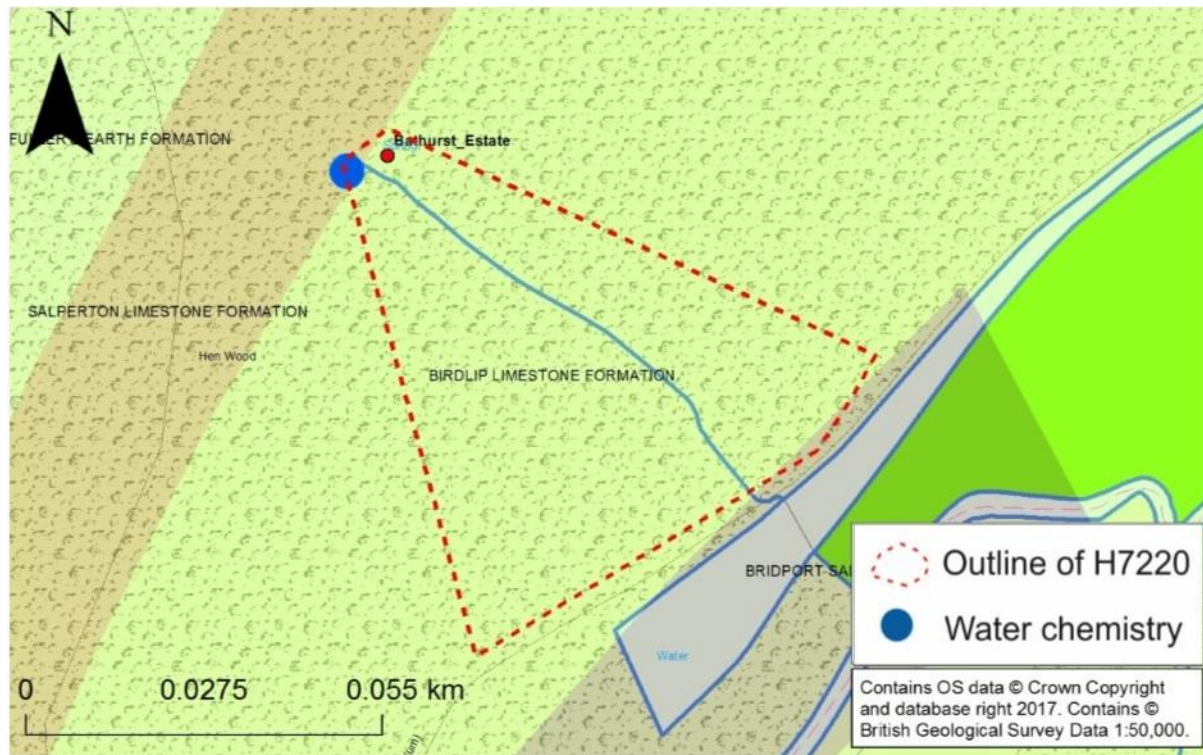 N
Bathurst_Estate
EARTH FORMATION
SALPERTON LIMESTONE FORMATION
Hen Wood
BIRDLIP LIMESTONE FORMATION
BRIDPORT SA
Water
0 0.0275 0.055 km
Outline of H7220
Water chemistry
Contains OS data © Crown Copyright
and database right 2017. Contains ©
British Geological Survey Data 1:50,000.